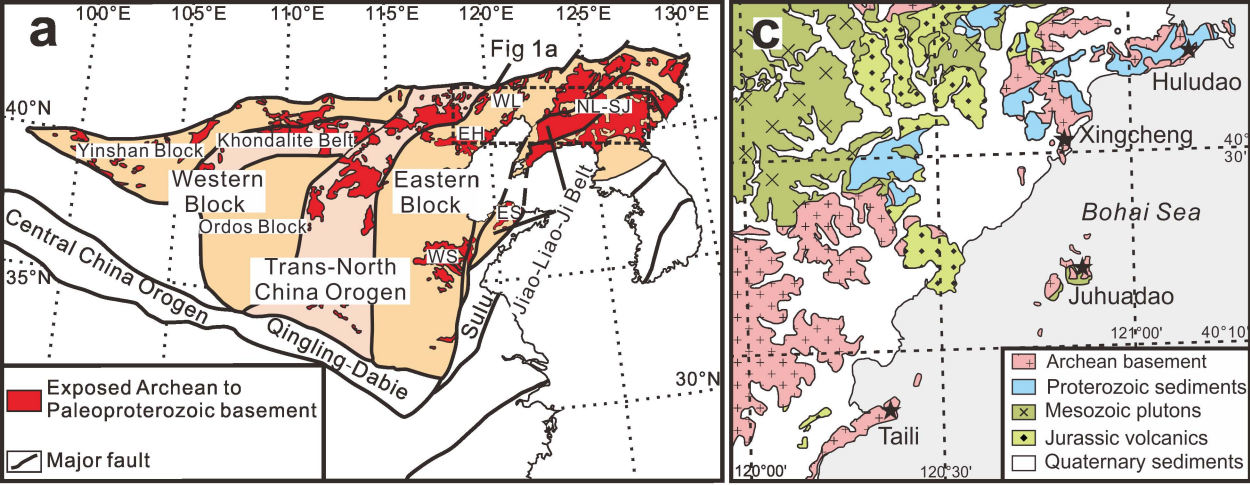 a
100°E
105°E
110°E
115°E
120°E
125°E
130°E
Fig 1a
40°N
WL
NL-SJ
EH
Khondalite Belt
Yinshan Block
Western
Block
Eastern
Block
Ordos Block
ES
WS
Jiao-Liao-Ji Belt
Trans-North
China Orogen
Central China Orogen
35°N
Sulu
Qingling-Dabie
30°N
Exposed Archean to
Paleoproterozoic basement
Major fault
c
Huludao
Xingcheng
40°
30'
Bohai Sea
Juhuadao
121°00'
40°10'
Taili
120°00'
120°30'
Archean basement
Proterozoic sediments
Mesozoic plutons
Jurassic volcanics
Quaternary sediments